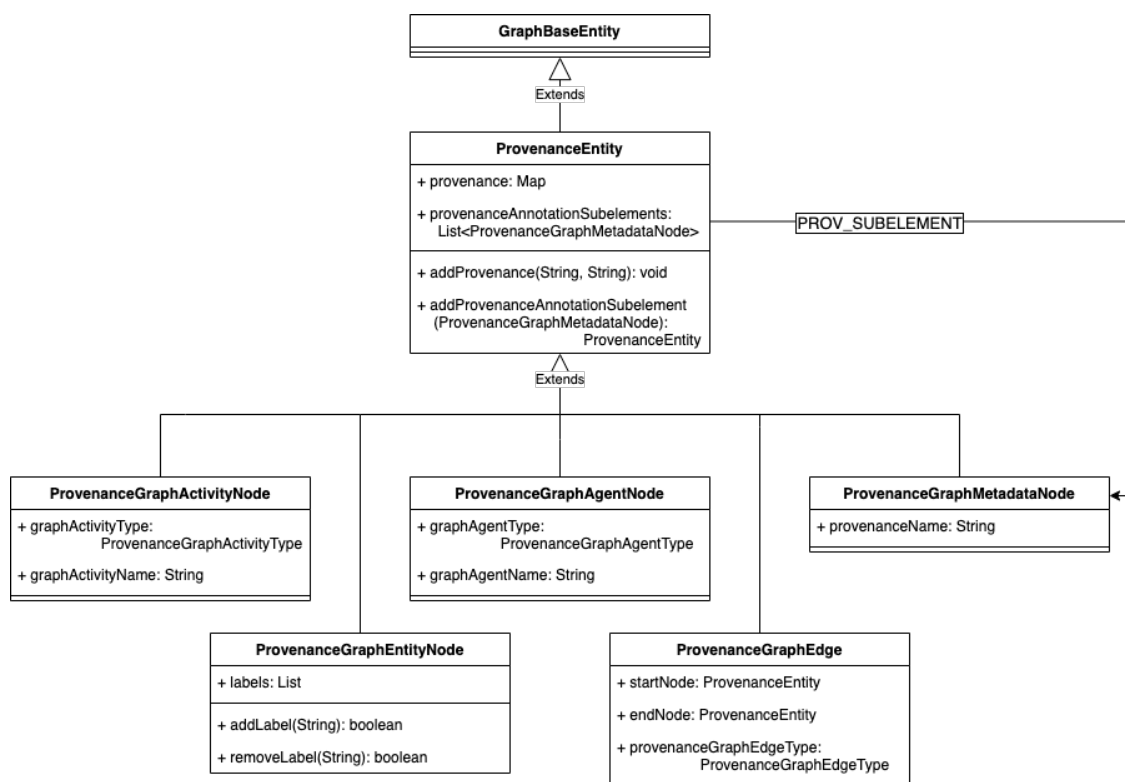 GraphBaseEntity
Extends
ProvenanceEntity
+ provenance: Map
+ provenanceAnnotationSubelements:
List<ProvenanceGraphMetadataNode>
PROV_SUBELEMENT
+ addProvenance(String, String): void
+ addProvenanceAnnotationSubelement
(ProvenanceGraphMetadataNode):
ProvenanceEntity
Extends
ProvenanceGraphActivityNode
+ graphActivityType:
ProvenanceGraphActivityType
+ graphActivityName: String
ProvenanceGraphAgentNode
+ graphAgentType:
ProvenanceGraphAgentType
+ graphAgentName: String
ProvenanceGraphMetadataNode
+ provenanceName: String
ProvenanceGraphEntityNode
+ labels: List
+ addLabel(String): boolean
+ removeLabel(String): boolean
ProvenanceGraphEdge
+ startNode: ProvenanceEntity
+ endNode: ProvenanceEntity
+ provenanceGraphEdgeType:
ProvenanceGraphEdgeType